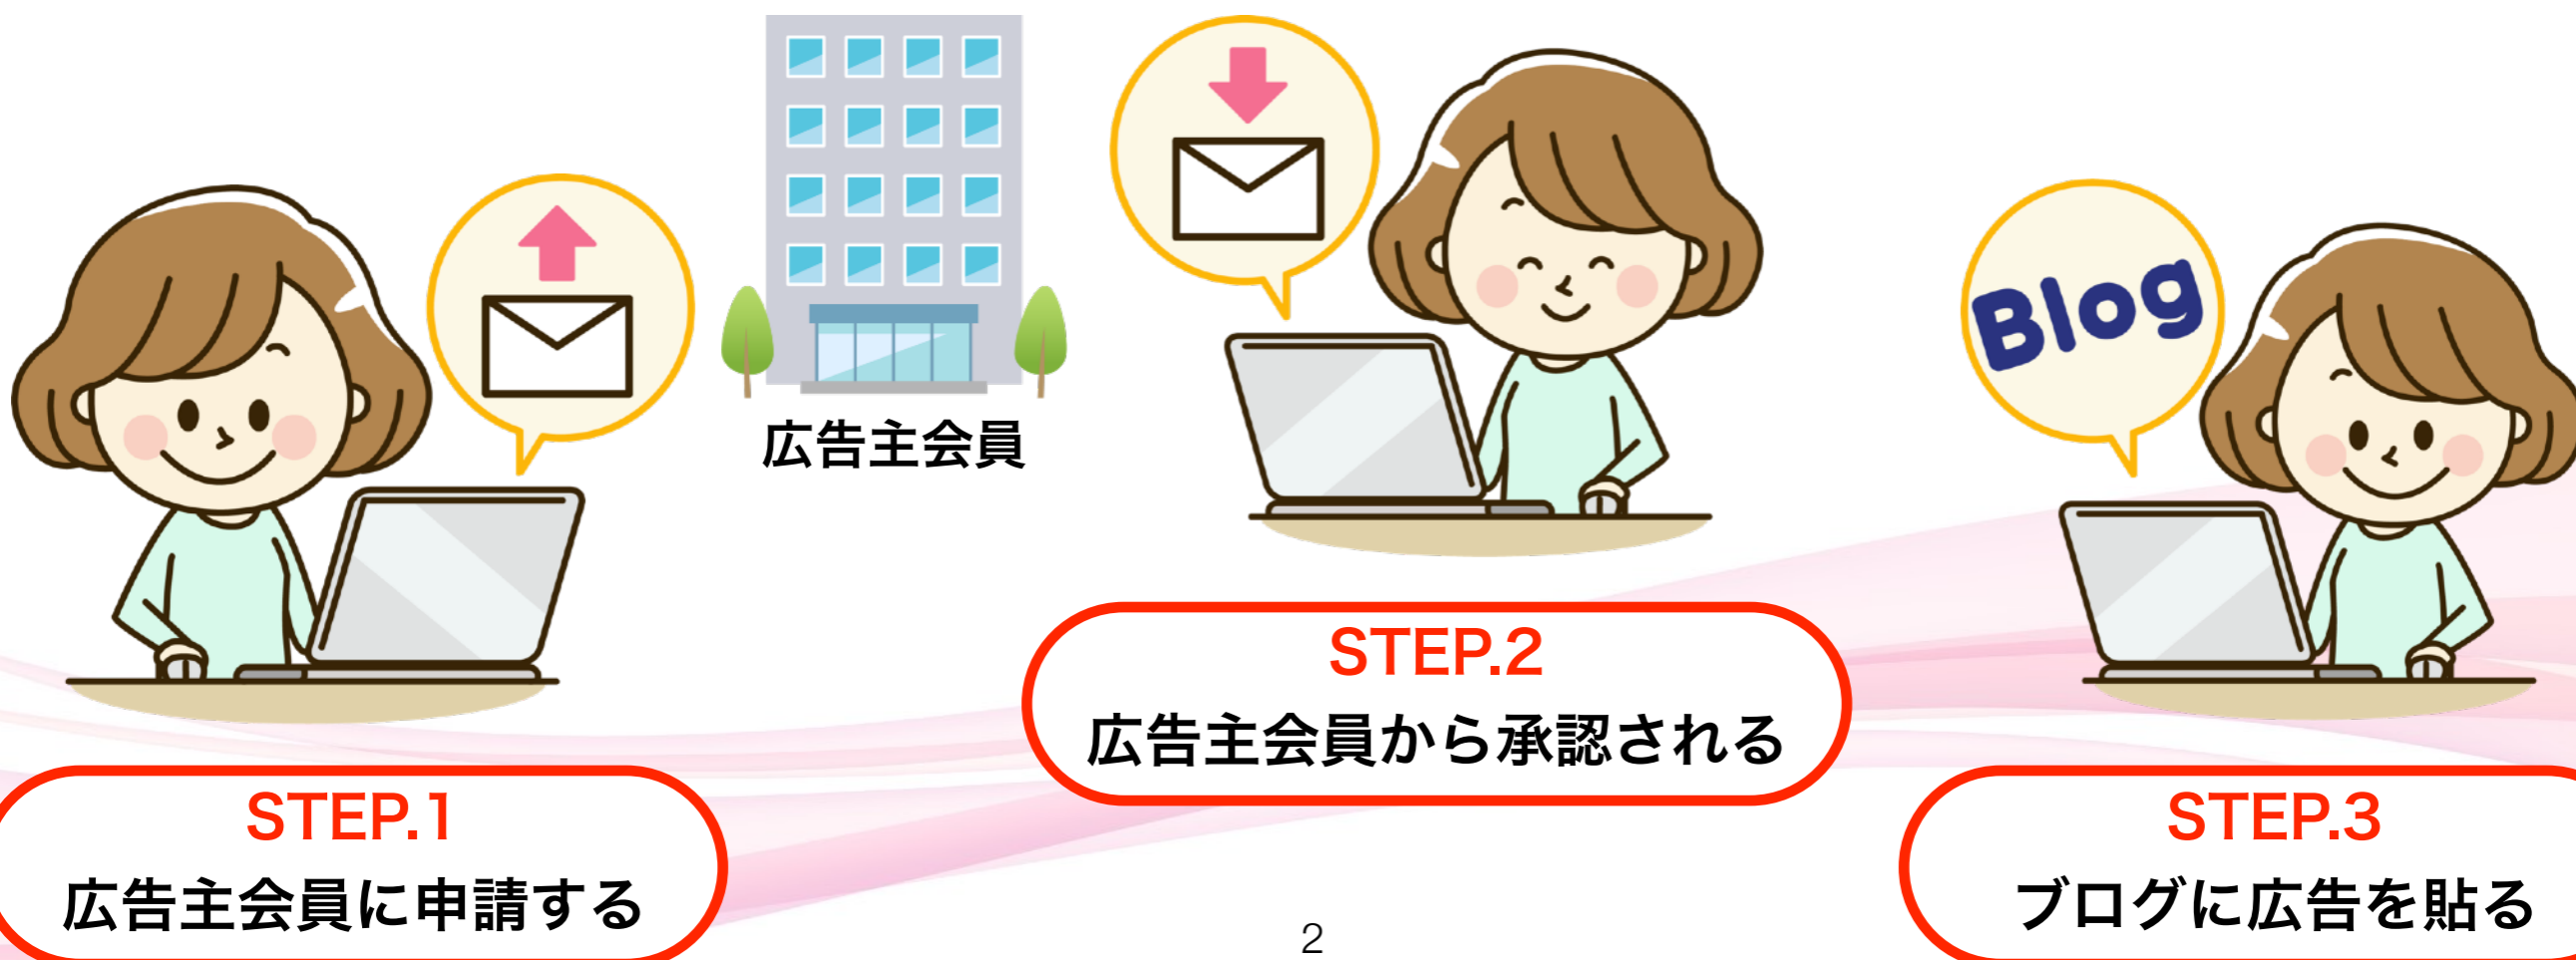 広告主会員
Blog
STEP.1
広告主会員に申請する
STEP.2
広告主会員から承認される
STEP.3
ブログに広告を貼る
2